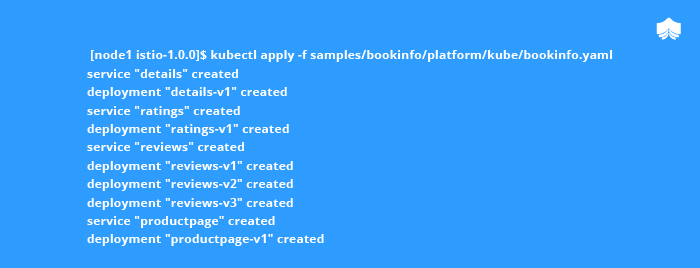 [node1 istio-1.0.0]$ kubectl apply -f samples/bookinfo/platform/kube/bookinfo.yaml
service "details" created
deployment "details-v1" created
service "ratings" created
deployment "ratings-v1" created
service "reviews" created
deployment "reviews-v1" created
deployment "reviews-v2" created
deployment "reviews-v3" created
service "productpage" created
deployment "productpage-v1" created